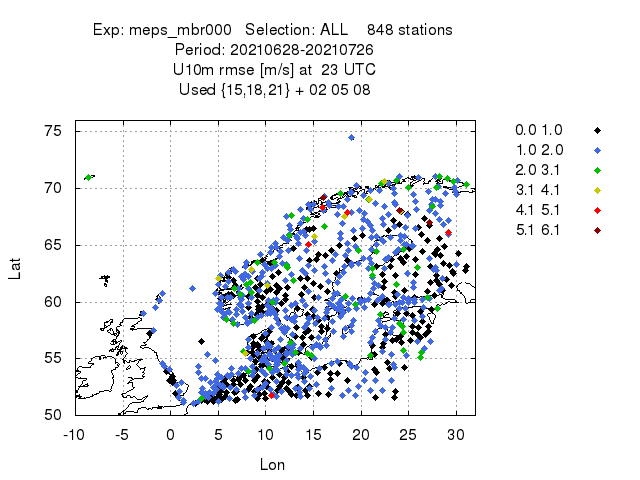 Exp: meps_mbr000   Selection: ALL    848 stations
Period: 20210628-20210726
U10m rmse [m/s] at  23 UTC
Used {15,18,21} + 02 05 08
75
70
65
60
55
50
Lat
-10 -5 0 5 10 15 20 25 30
Lon
0.0 1.0
1.0 2.0
2.0 3.1
3.1 4.1
4.1 5.1
5.1 6.1